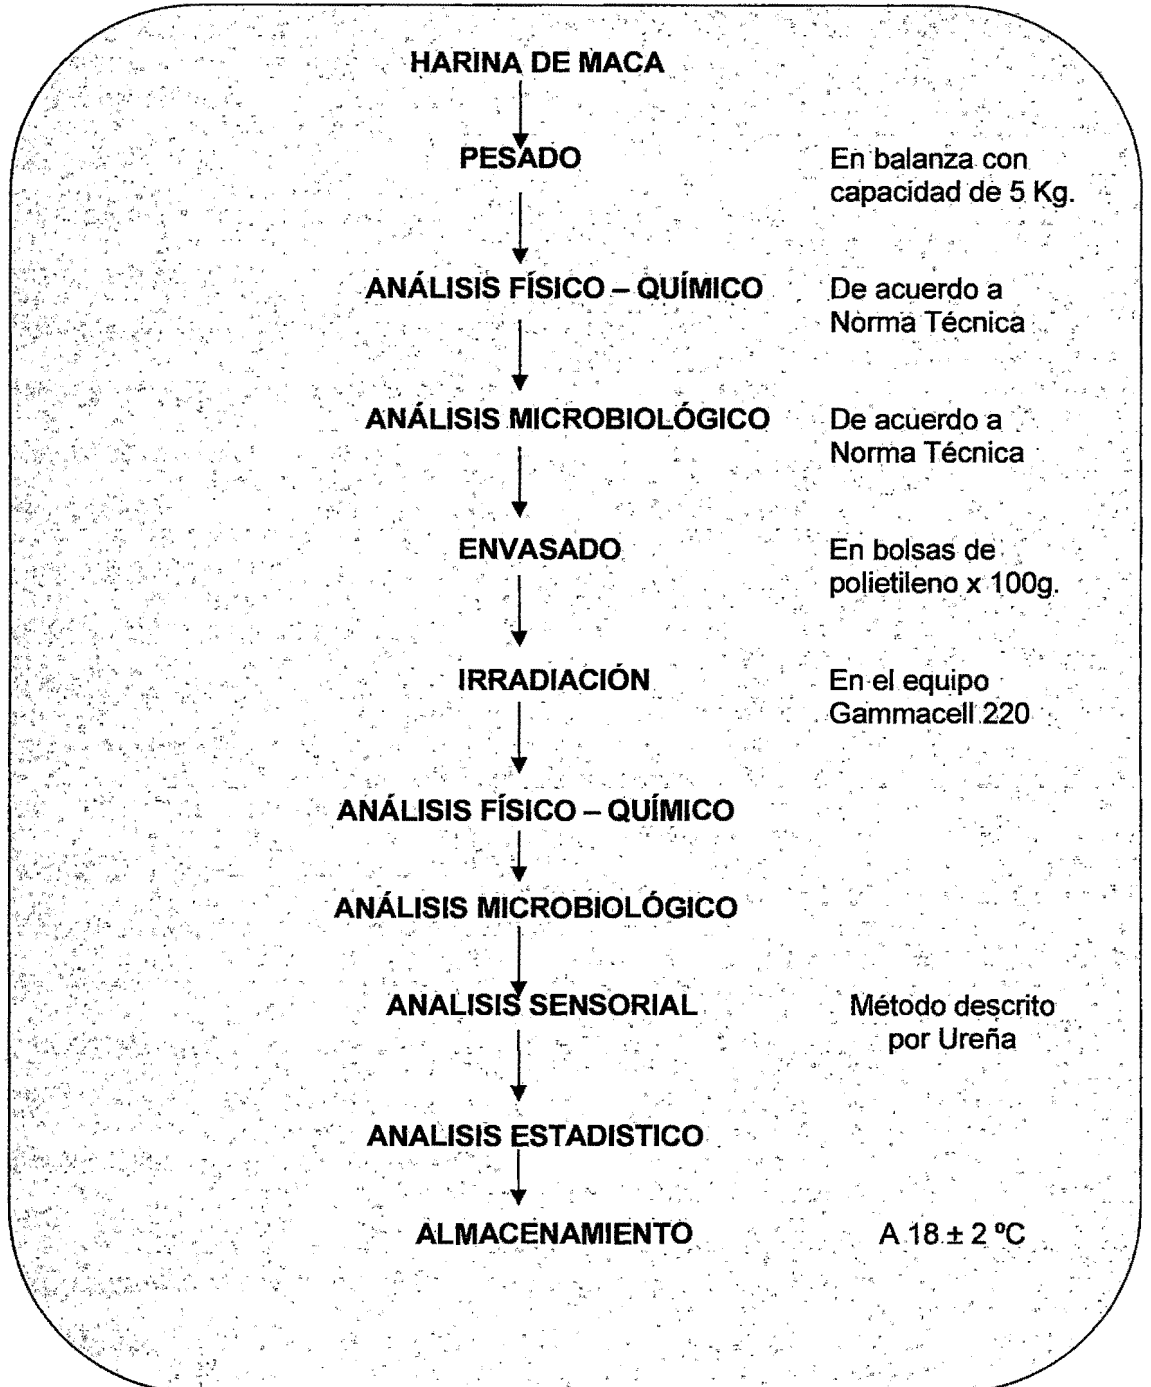 HARINA DE MACA
PESADO
En balanza con
capacidad de 5 Kg.
ANÁLISIS FÍSICO – QUÍMICO
De acuerdo a
Norma Técnica
ANÁLISIS MICROBIOLÓGICO
De acuerdo a
Norma Técnica
ENVASADO
En bolsas de
polietileno x 100g.
IRRADIACIÓN
En el equipo
Gammacell 220
ANÁLISIS FÍSICO – QUÍMICO
ANÁLISIS MICROBIOLÓGICO
ANALISIS SENSORIAL
Método descrito
por Ureña
ANALISIS ESTADISTICO
ALMACENAMIENTO
A 18 ± 2 ºC